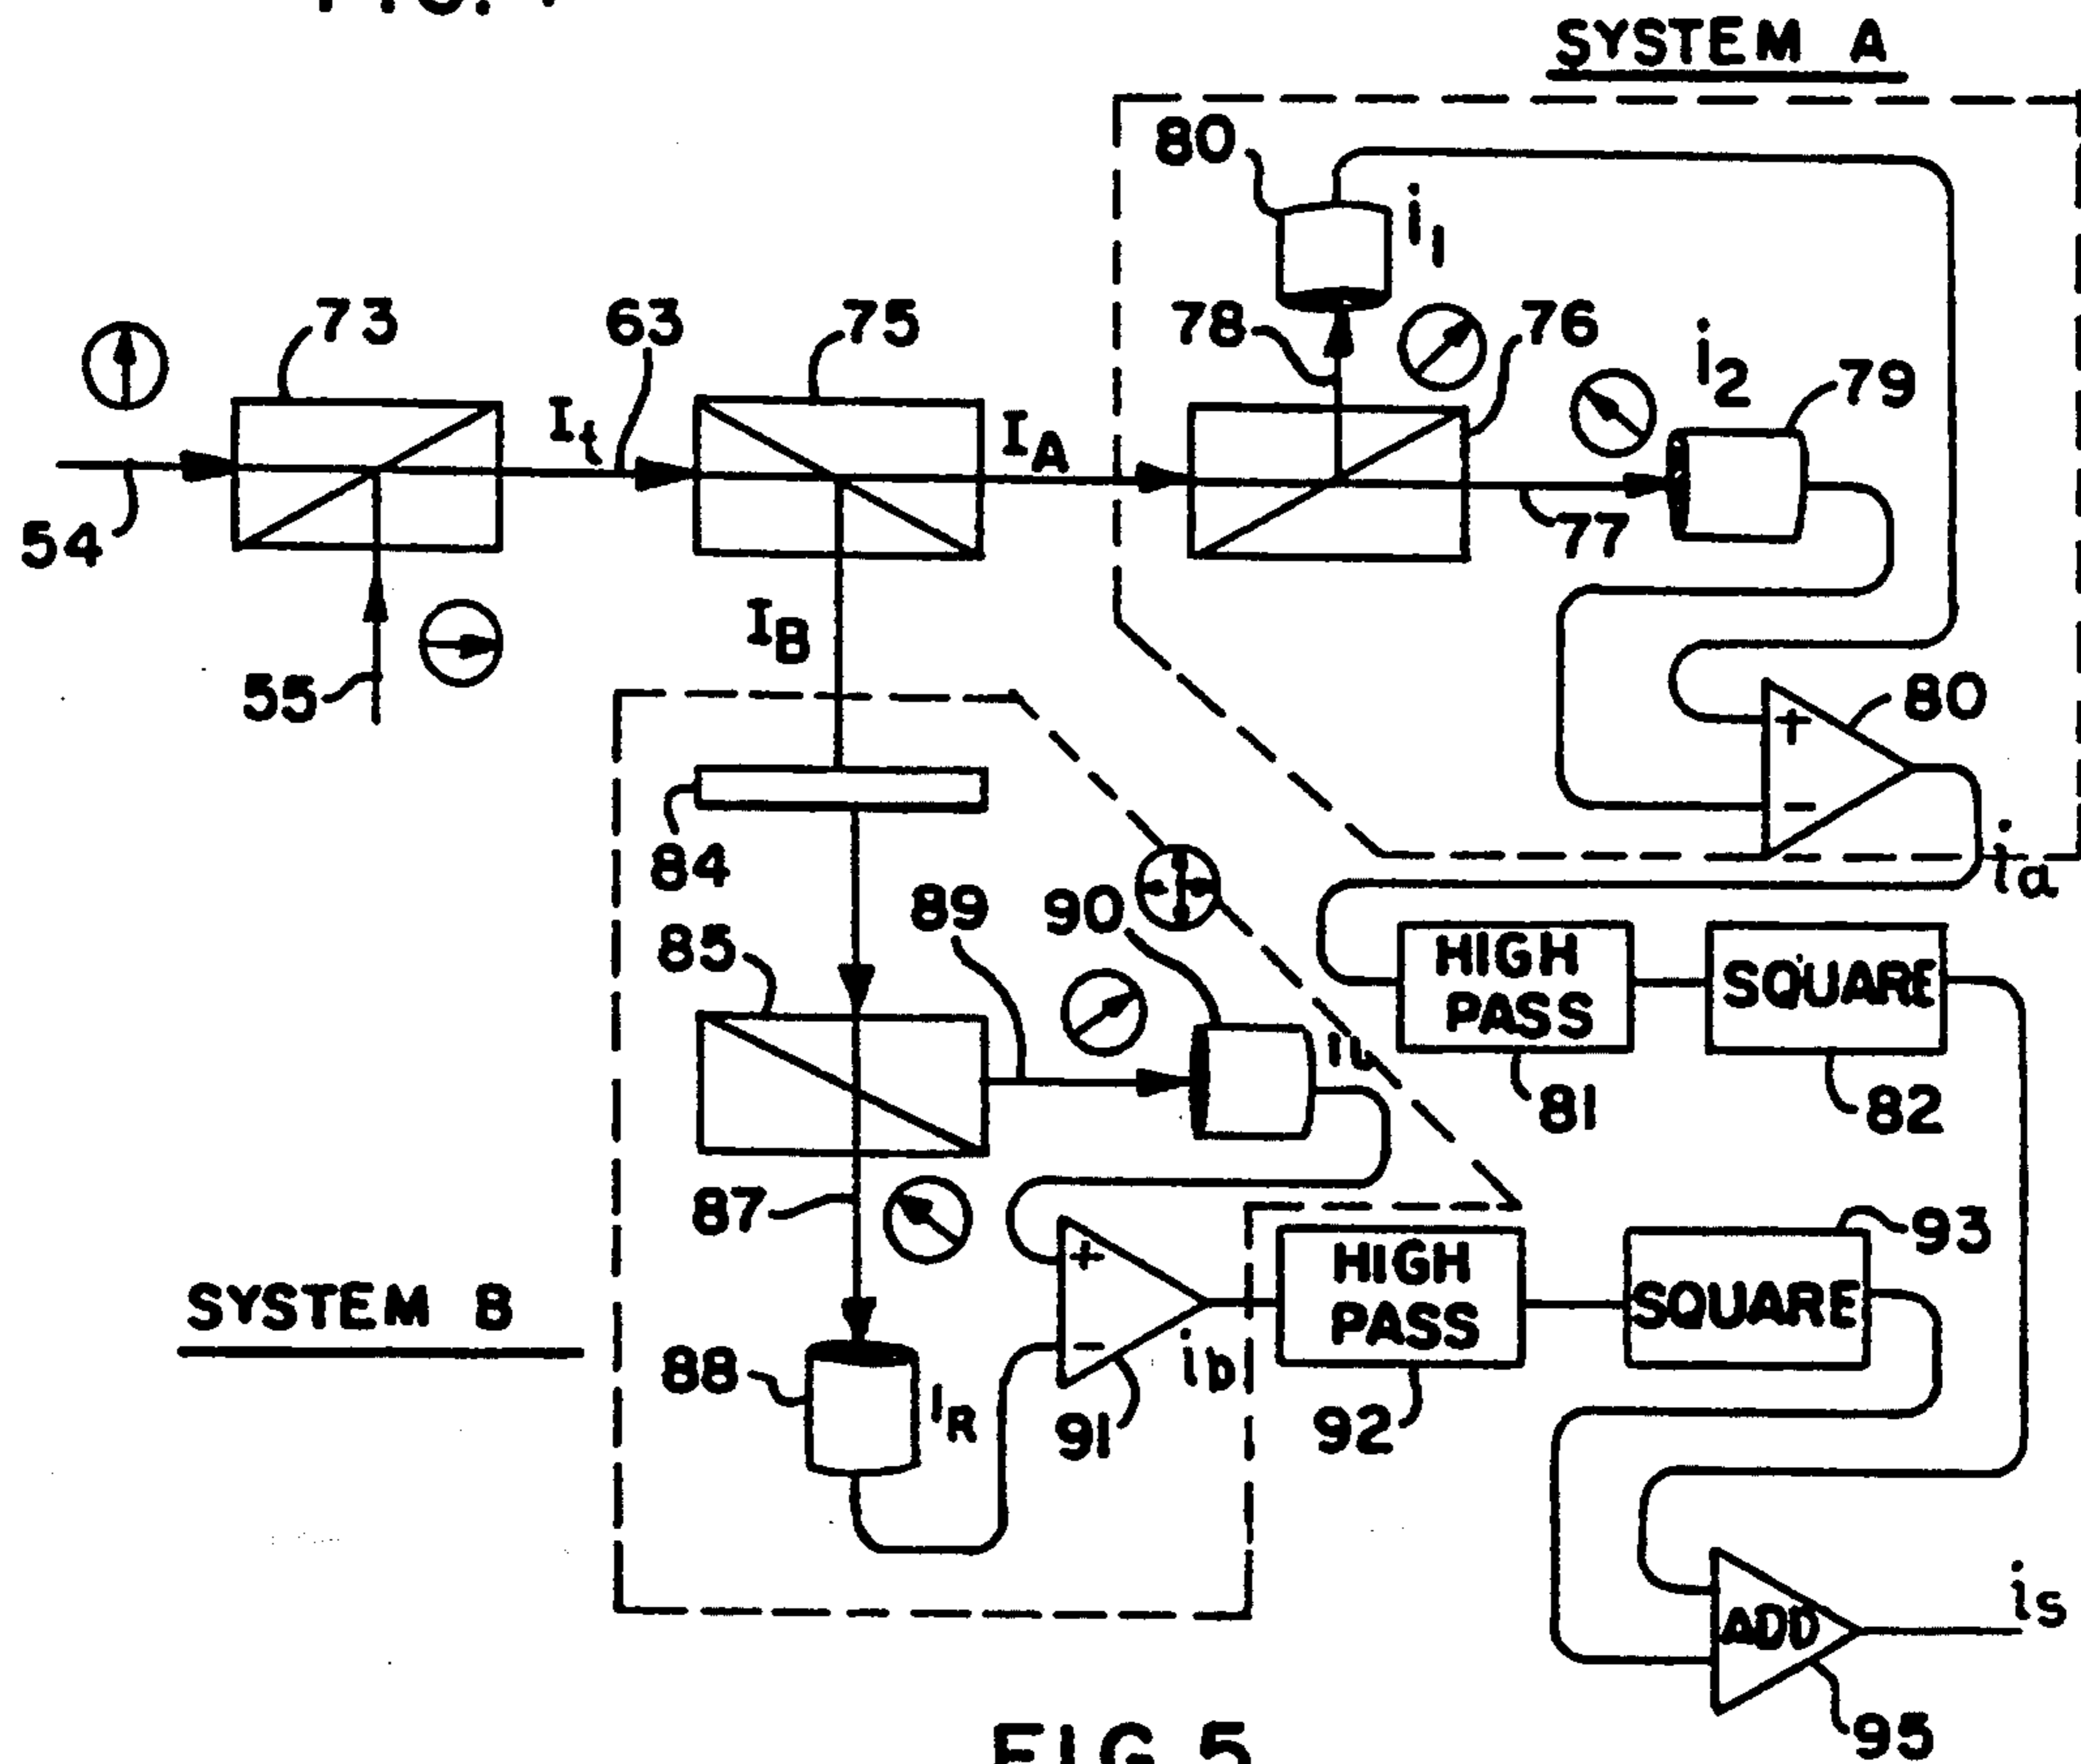 SYSTEM A
80
i1
73
63
75
78
76
i2
79
It
IA
54
77
IB
55
80
+
-
84
ia
89
90
85
HIGH PASS
SQUARE
iL
81
82
87
93
+
HIGH PASS
SQUARE
SYSTEM B
88
iR
-
ib
91
92
ADD
is
95
FIG. 5